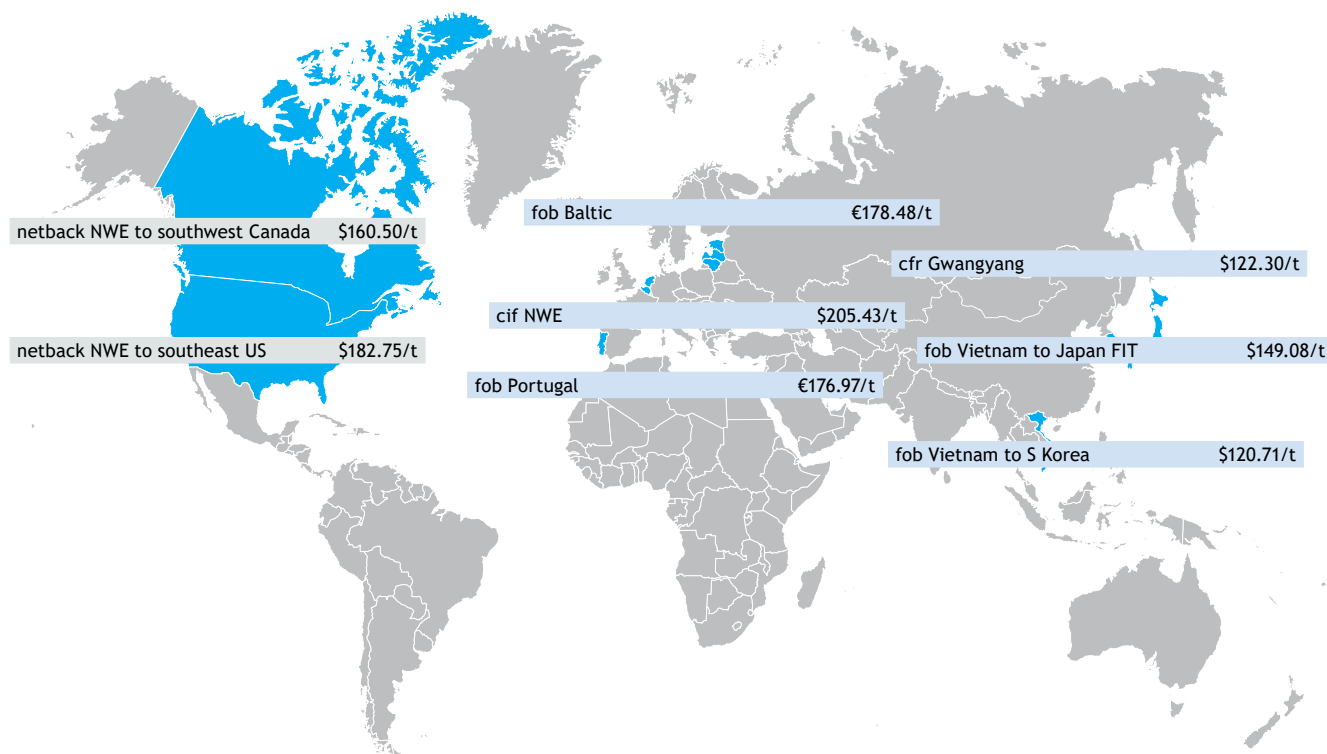 fob Baltic €178.48/t
netback NWE to southwest Canada $160.50/t
cfr Gwangyang $122.30/t
cif NWE $205.43/t
netback NWE to southeast US $182.75/t
fob Vietnam to Japan FIT $149.08/t
fob Portugal €176.97/t
fob Vietnam to S Korea $120.71/t